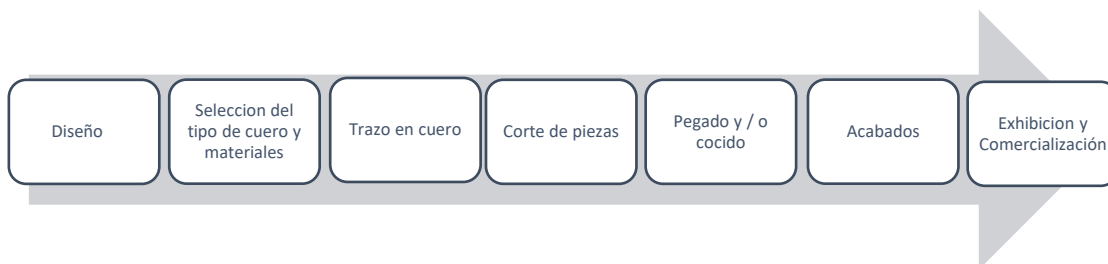 Diseño
Seleccion del
tipo de cuero y
materiales
Trazo en cuero
Corte de piezas
Pegado y / o
cocido
Acabados
Exhibicion y
Comercialización